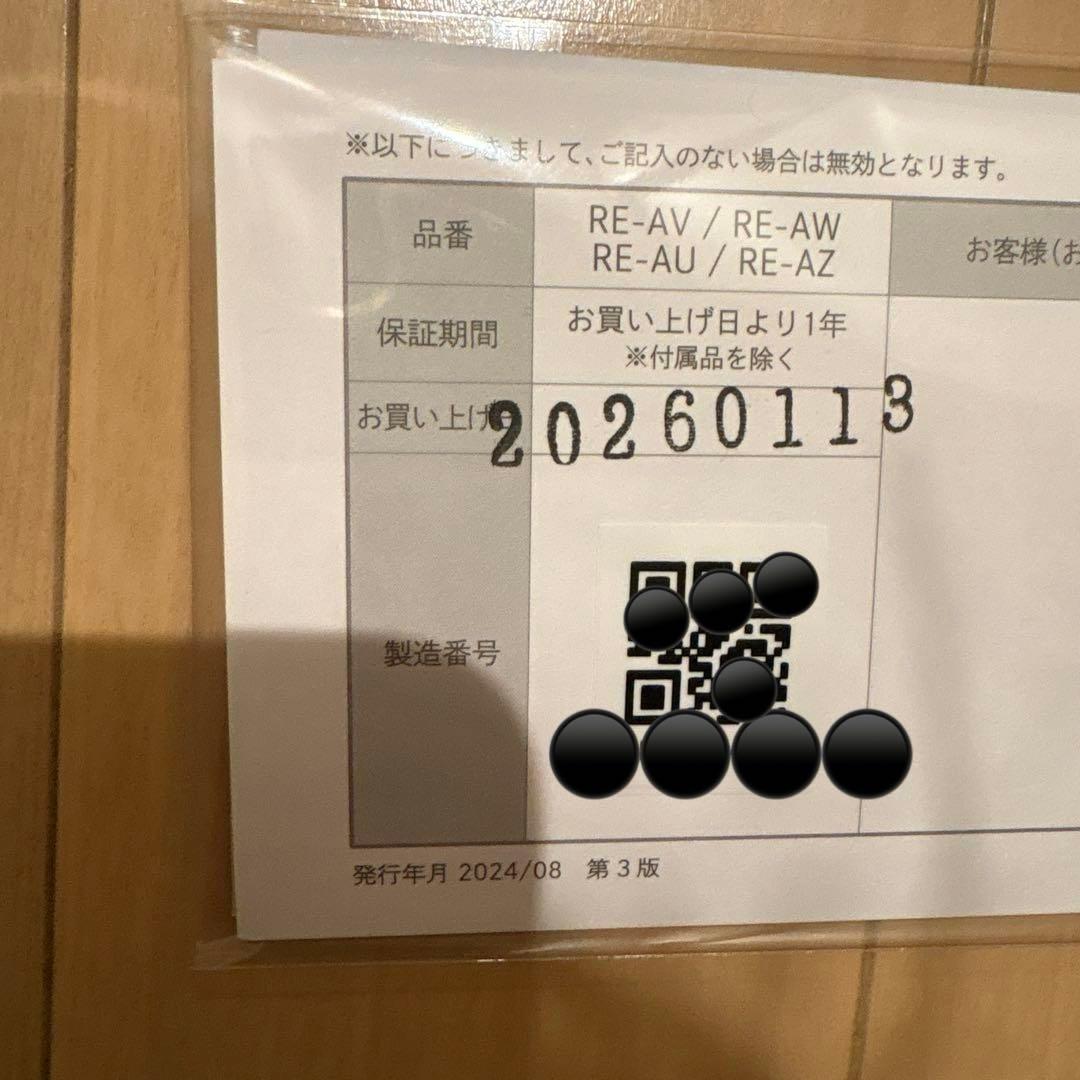 ※以下につきまして、ご記入のない場合は無効となります。
品番
RE-AV / RE-AW
RE-AU / RE-AZ
お客様(お
保証期間
お買い上げ日より1年
※付属品を除く
お買い上げ
20260113
製造番号
発行年月 2024/08 第3版